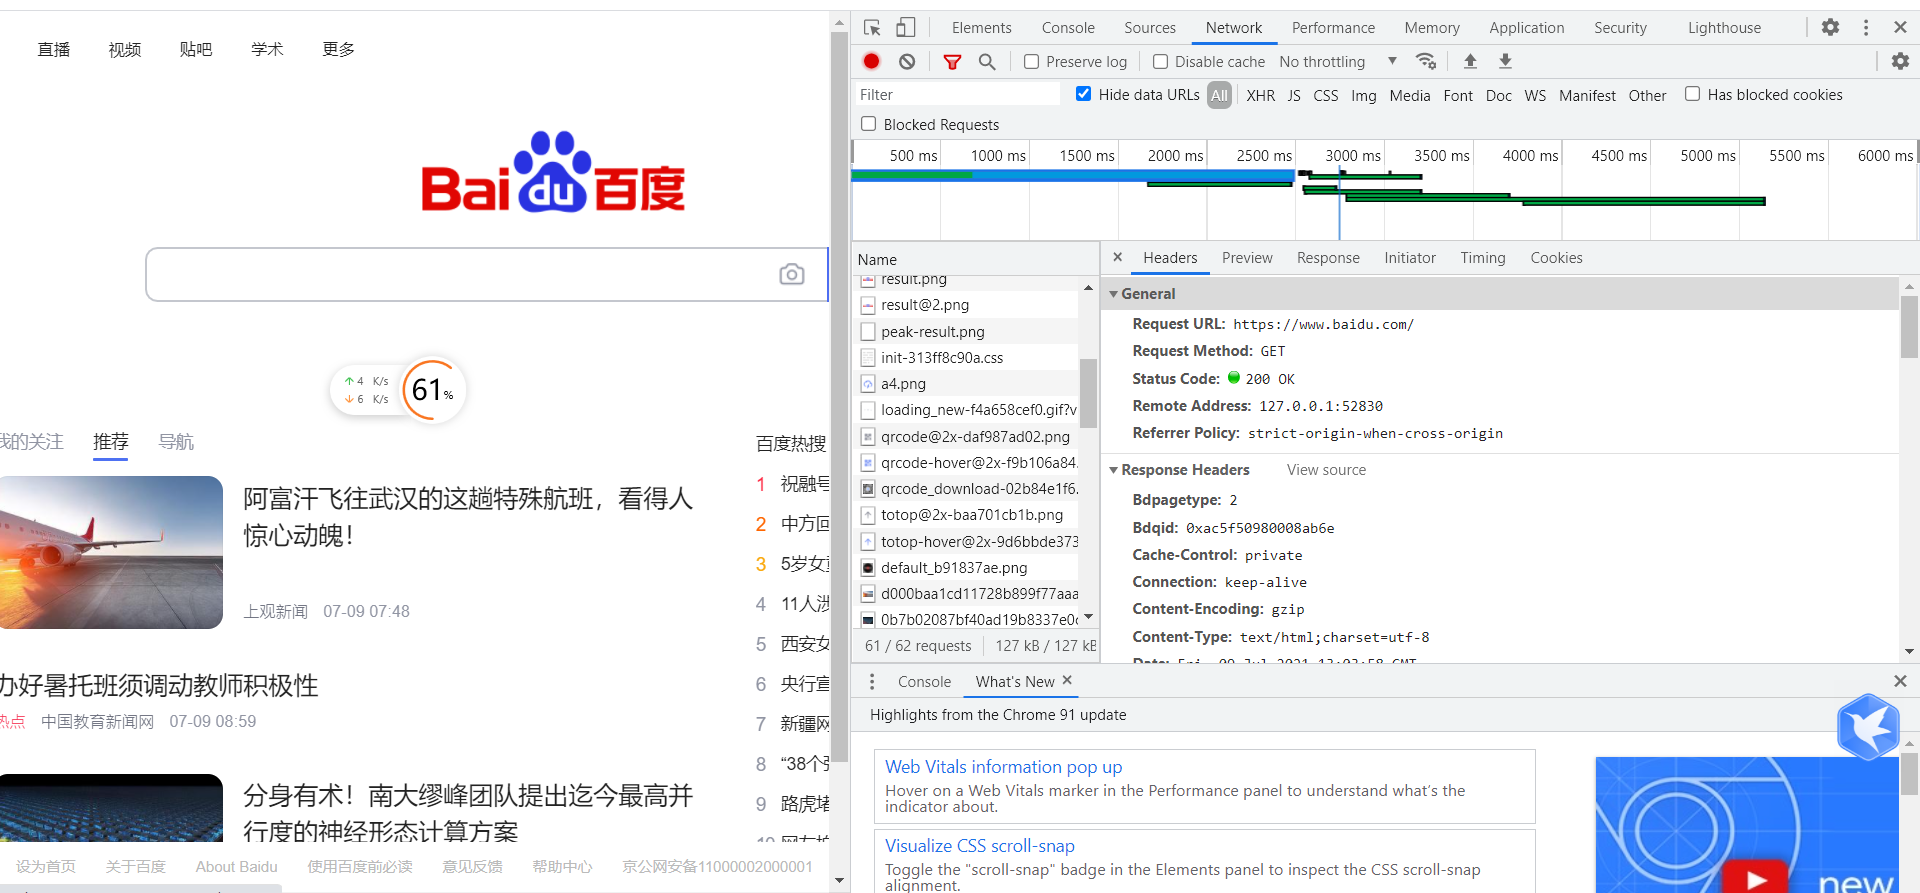 直播 视频 贴吧 学术 更多
Bai du 百度
4 K/s
6 K/s
61%
我的关注 推荐 导航
百度热搜
阿富汗飞往武汉的这趟特殊航班，看得人
惊心动魄！
上观新闻 07-09 07:48
办好暑托班须调动教师积极性
热点 中国教育新闻网 07-09 08:59
分身有术！南大缪峰团队提出迄今最高并
行度的神经形态计算方案
1 祝融号
2 中方回
3 5岁女
4 11人涉
5 西安女
6 央行宣
7 新疆网
8 “38个
9 路虎堵
10 网友
设为首页 关于百度 About Baidu 使用百度前必读 意见反馈 帮助中心 京公网安备11000002000001
Elements Console Sources Network Performance Memory Application Security Lighthouse
Preserve log Disable cache No throttling
Filter Hide data URLs All XHR JS CSS Img Media Font Doc WS Manifest Other Has blocked cookies
Blocked Requests
500 ms 1000 ms 1500 ms 2000 ms 2500 ms 3000 ms 3500 ms 4000 ms 4500 ms 5000 ms 5500 ms 6000 ms
Name
result.png
result@2.png
peak-result.png
init-313ff8c90a.css
a4.png
loading_new-f4a658cef0.gif?v
qrcode@2x-daf987ad02.png
qrcode-hover@2x-f9b106a84.
qrcode_download-02b84e1f6.
totop@2x-baa701cb1b.png
totop-hover@2x-9d6bbde373
default_b91837ae.png
d000baa1cd11728b899f77aaa
0b7b02087bf40ad19b8337e0c
61 / 62 requests 127 kB / 127 kB
Headers Preview Response Initiator Timing Cookies
General
Request URL: https://www.baidu.com/
Request Method: GET
Status Code: 200 OK
Remote Address: 127.0.0.1:52830
Referrer Policy: strict-origin-when-cross-origin
Response Headers View source
Bdpagetype: 2
Bdqid: 0xac5f50980008ab6e
Cache-Control: private
Connection: keep-alive
Content-Encoding: gzip
Content-Type: text/html;charset=utf-8
Date: Fri, 09 Jul 2021 13:03:58 GMT
Console What's New
Highlights from the Chrome 91 update
Web Vitals information pop up
Hover on a Web Vitals marker in the Performance panel to understand what's the
indicator about.
Visualize CSS scroll-snap
Toggle the "scroll-snap" badge in the Elements panel to inspect the CSS scroll-snap
alignment.
new